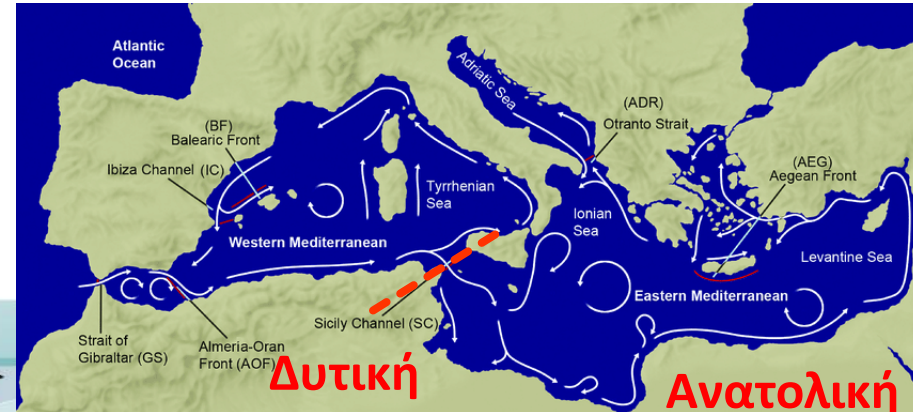 Atlantic
Ocean
Adriatic Sea
(ADR)
Otranto Strait
(BF)
Balearic Front
Ibiza Channel (IC)
(AEG)
Aegean Front
Tyrrhenian
Sea
Ionian
Sea
Western Mediterranean
Levantine Sea
Eastern Mediterranean
Sicily Channel (SC)
Strait of
Gibraltar (GS)
Almeria-Oran
Front (AOF)
Δυτική
Ανατολική